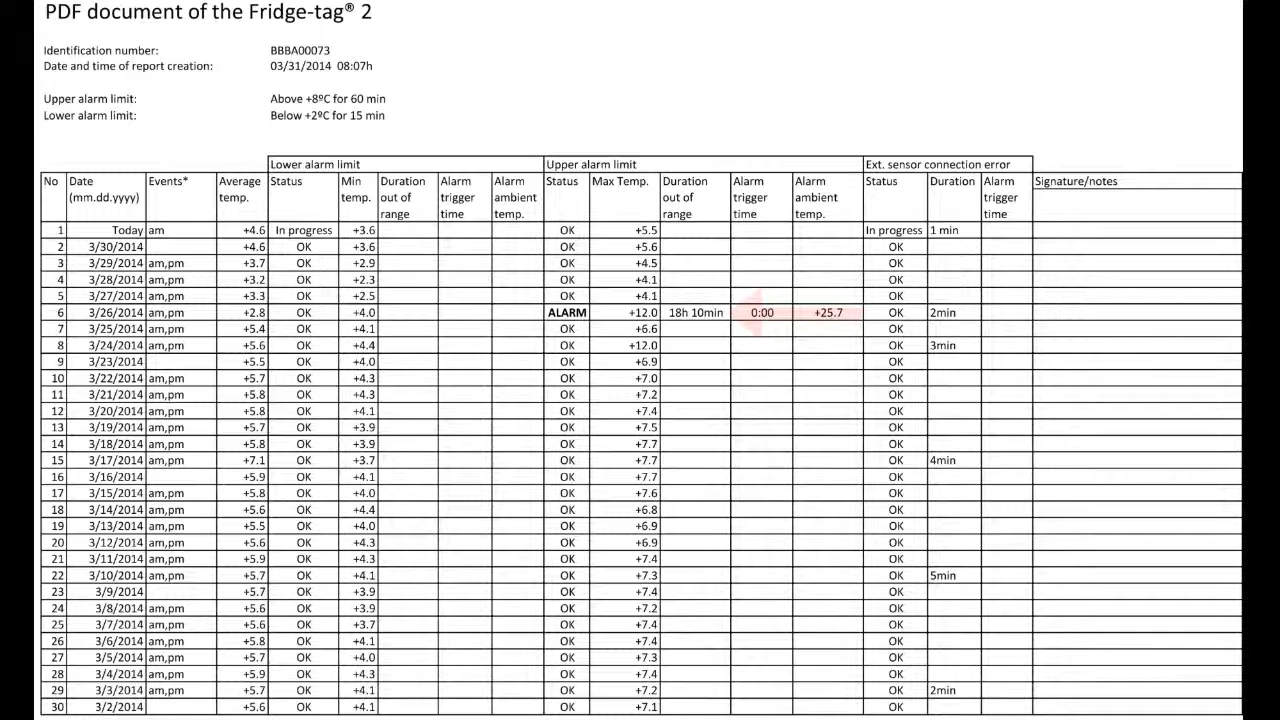 PDF document of the Fridge-tag® 2
Identification number: BBBA00073
Date and time of report creation: 03/31/2014 08:07h
Upper alarm limit: Above +8ºC for 60 min
Lower alarm limit: Below +2ºC for 15 min
Lower alarm limit Upper alarm limit Ext. sensor connection error
No Date Events* Average Status Min Duration Alarm Alarm Status Max Temp. Duration Alarm Alarm Status Duration Alarm Signature/notes
(mm.dd.yyyy) temp. temp. out of trigger ambient out of trigger ambient trigger
range time temp. range time temp. time
1 Today am +4.6 In progress +3.6 OK +5.5 In progress 1 min
2 3/30/2014 +4.6 OK +3.6 OK +5.6 OK
3 3/29/2014 am,pm +3.7 OK +2.9 OK +4.5 OK
4 3/28/2014 am,pm +3.2 OK +2.3 OK +4.1 OK
5 3/27/2014 am,pm +3.3 OK +2.5 OK +4.1 OK
6 3/26/2014 am,pm +2.8 OK +4.0 ALARM +12.0 18h 10min 0:00 +25.7 OK 2min
7 3/25/2014 am,pm +5.4 OK +4.1 OK +6.6 OK
8 3/24/2014 am,pm +5.6 OK +4.4 OK +12.0 OK 3min
9 3/23/2014 +5.5 OK +4.0 OK +6.9 OK
10 3/22/2014 am,pm +5.7 OK +4.3 OK +7.0 OK
11 3/21/2014 am,pm +5.8 OK +4.3 OK +7.2 OK
12 3/20/2014 am,pm +5.8 OK +4.1 OK +7.4 OK
13 3/19/2014 am,pm +5.7 OK +3.9 OK +7.5 OK
14 3/18/2014 am,pm +5.8 OK +3.9 OK +7.7 OK
15 3/17/2014 am,pm +7.1 OK +3.7 OK +7.7 OK 4min
16 3/16/2014 +5.9 OK +4.1 OK +7.7 OK
17 3/15/2014 am,pm +5.8 OK +4.0 OK +7.6 OK
18 3/14/2014 am,pm +5.6 OK +4.4 OK +6.8 OK
19 3/13/2014 am,pm +5.5 OK +4.0 OK +6.9 OK
20 3/12/2014 am,pm +5.6 OK +4.3 OK +6.9 OK
21 3/11/2014 am,pm +5.9 OK +4.3 OK +7.4 OK
22 3/10/2014 am,pm +5.7 OK +4.1 OK +7.3 OK 5min
23 3/9/2014 +5.7 OK +3.9 OK +7.4 OK
24 3/8/2014 am,pm +5.6 OK +3.9 OK +7.2 OK
25 3/7/2014 am,pm +5.6 OK +3.7 OK +7.4 OK
26 3/6/2014 am,pm +5.8 OK +4.1 OK +7.4 OK
27 3/5/2014 am,pm +5.7 OK +4.0 OK +7.3 OK
28 3/4/2014 am,pm +5.9 OK +4.3 OK +7.4 OK
29 3/3/2014 am,pm +5.7 OK +4.1 OK +7.2 OK 2min
30 3/2/2014 +5.6 OK +4.1 OK +7.1 OK